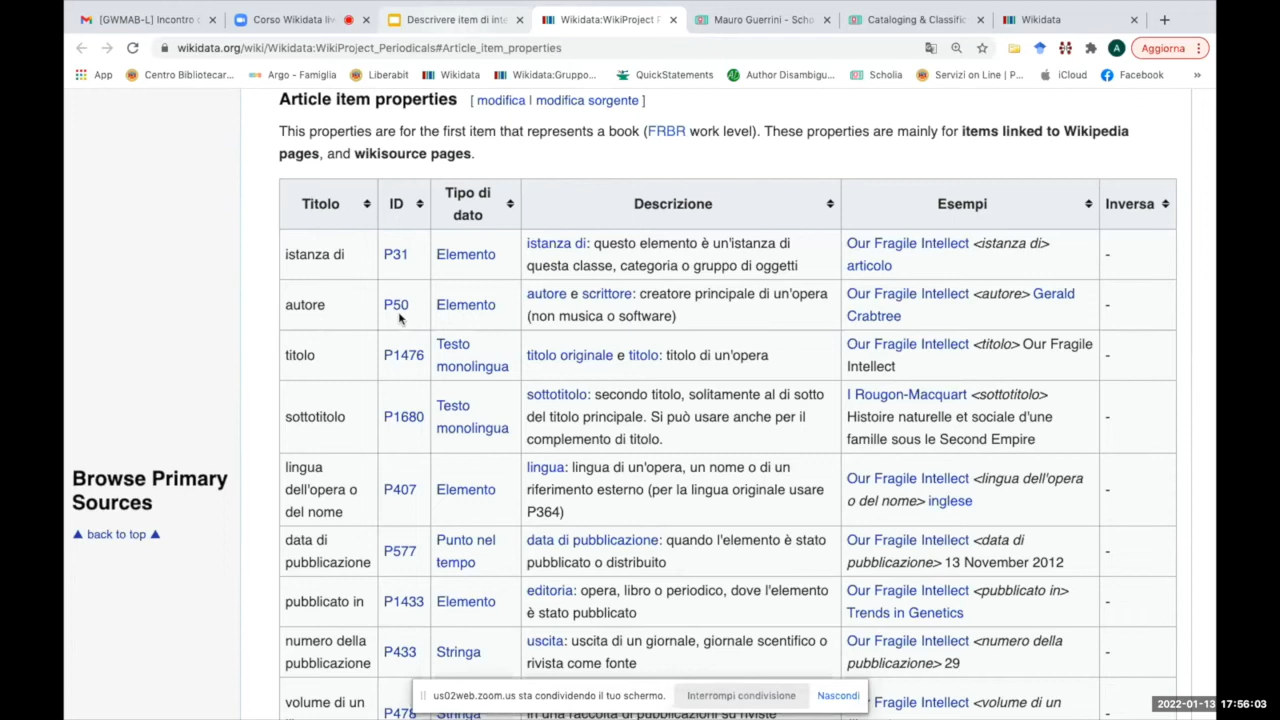 [GWMAB-L] Incontro
Corso Wikidata liv
Descrivere item di inte
Wikidata:WikiProject P
Mauro Guerrini - Scho
Cataloging & Classific
Wikidata
wikidata.org/wiki/Wikidata:WikiProject_Periodicals#Article_item_properties
A
Aggiorna
App
Centro Bibliotecar...
Argo - Famiglia
Liberabit
Wikidata
Wikidata:Gruppo...
QuickStatements
Author Disambigu...
Scholia
Servizi on Line | P...
iCloud
Facebook
»
Article item properties [ modifica | modifica sorgente ]
This properties are for the first item that represents a book (FRBR work level). These properties are mainly for items linked to Wikipedia
pages, and wikisource pages.
Titolo
ID
Tipo di
dato
Descrizione
Esempi
Inversa
istanza di
P31
Elemento
istanza di: questo elemento è un'istanza di
questa classe, categoria o gruppo di oggetti
Our Fragile Intellect <istanza di>
articolo
-
autore
P50
Elemento
autore e scrittore: creatore principale di un'opera
(non musica o software)
Our Fragile Intellect <autore> Gerald
Crabtree
-
titolo
P1476
Testo
monolingua
titolo originale e titolo: titolo di un'opera
Our Fragile Intellect <titolo> Our Fragile
Intellect
-
sottotitolo
P1680
Testo
monolingua
sottotitolo: secondo titolo, solitamente al di sotto
del titolo principale. Si può usare anche per il
complemento di titolo.
I Rougon-Macquart <sottotitolo>
Histoire naturelle et sociale d'une
famille sous le Second Empire
-
lingua
dell'opera o
del nome
P407
Elemento
lingua: lingua di un'opera, un nome o di un
riferimento esterno (per la lingua originale usare
P364)
Our Fragile Intellect <lingua dell'opera
o del nome> inglese
-
data di
pubblicazione
P577
Punto nel
tempo
data di pubblicazione: quando l'elemento è stato
pubblicato o distribuito
Our Fragile Intellect <data di
pubblicazione> 13 November 2012
-
pubblicato in
P1433
Elemento
editoria: opera, libro o periodico, dove l'elemento
è stato pubblicato
Our Fragile Intellect <pubblicato in>
Trends in Genetics
-
numero della
pubblicazione
P433
Stringa
uscita: uscita di un giornale, giornale scientifico o
rivista come fonte
Our Fragile Intellect <numero della
pubblicazione> 29
-
volume di un
P478
Stringa
in una raccolta di pubblicazioni su riviste
Fragile Intellect <volume di un
-
Browse Primary
Sources
▲ back to top ▲
us02web.zoom.us sta condividendo il tuo schermo.
Interrompi condivisione
Nascondi
2022-01-13 17:56:03